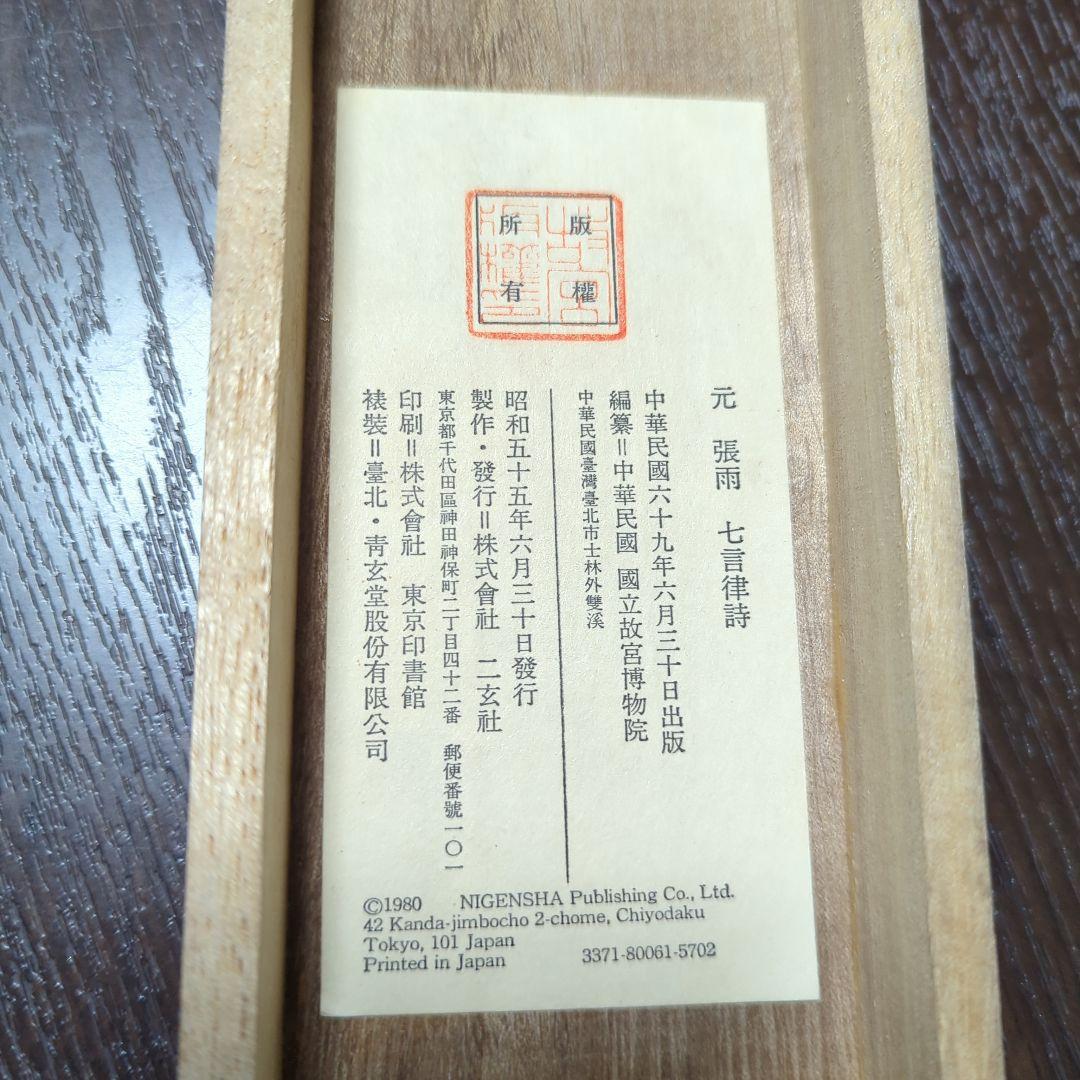 版權
所有
元 張雨 七言律詩
中華民國六十九年六月三十日出版
編纂＝中華民國 國立故宮博物院
中華民國臺灣臺北市士林外雙溪
昭和五十五年六月三十日發行
製作・發行＝株式會社 二玄社
東京都千代田區神田神保町二丁目四十二番 郵便番號一〇一
印刷＝株式會社 東京印書館
裱裝＝臺北・靑玄堂股份有限公司
©1980 NIGENSHA Publishing Co., Ltd.
42 Kanda-jimbocho 2-chome, Chiyodaku
Tokyo, 101 Japan
Printed in Japan 3371-80061-5702